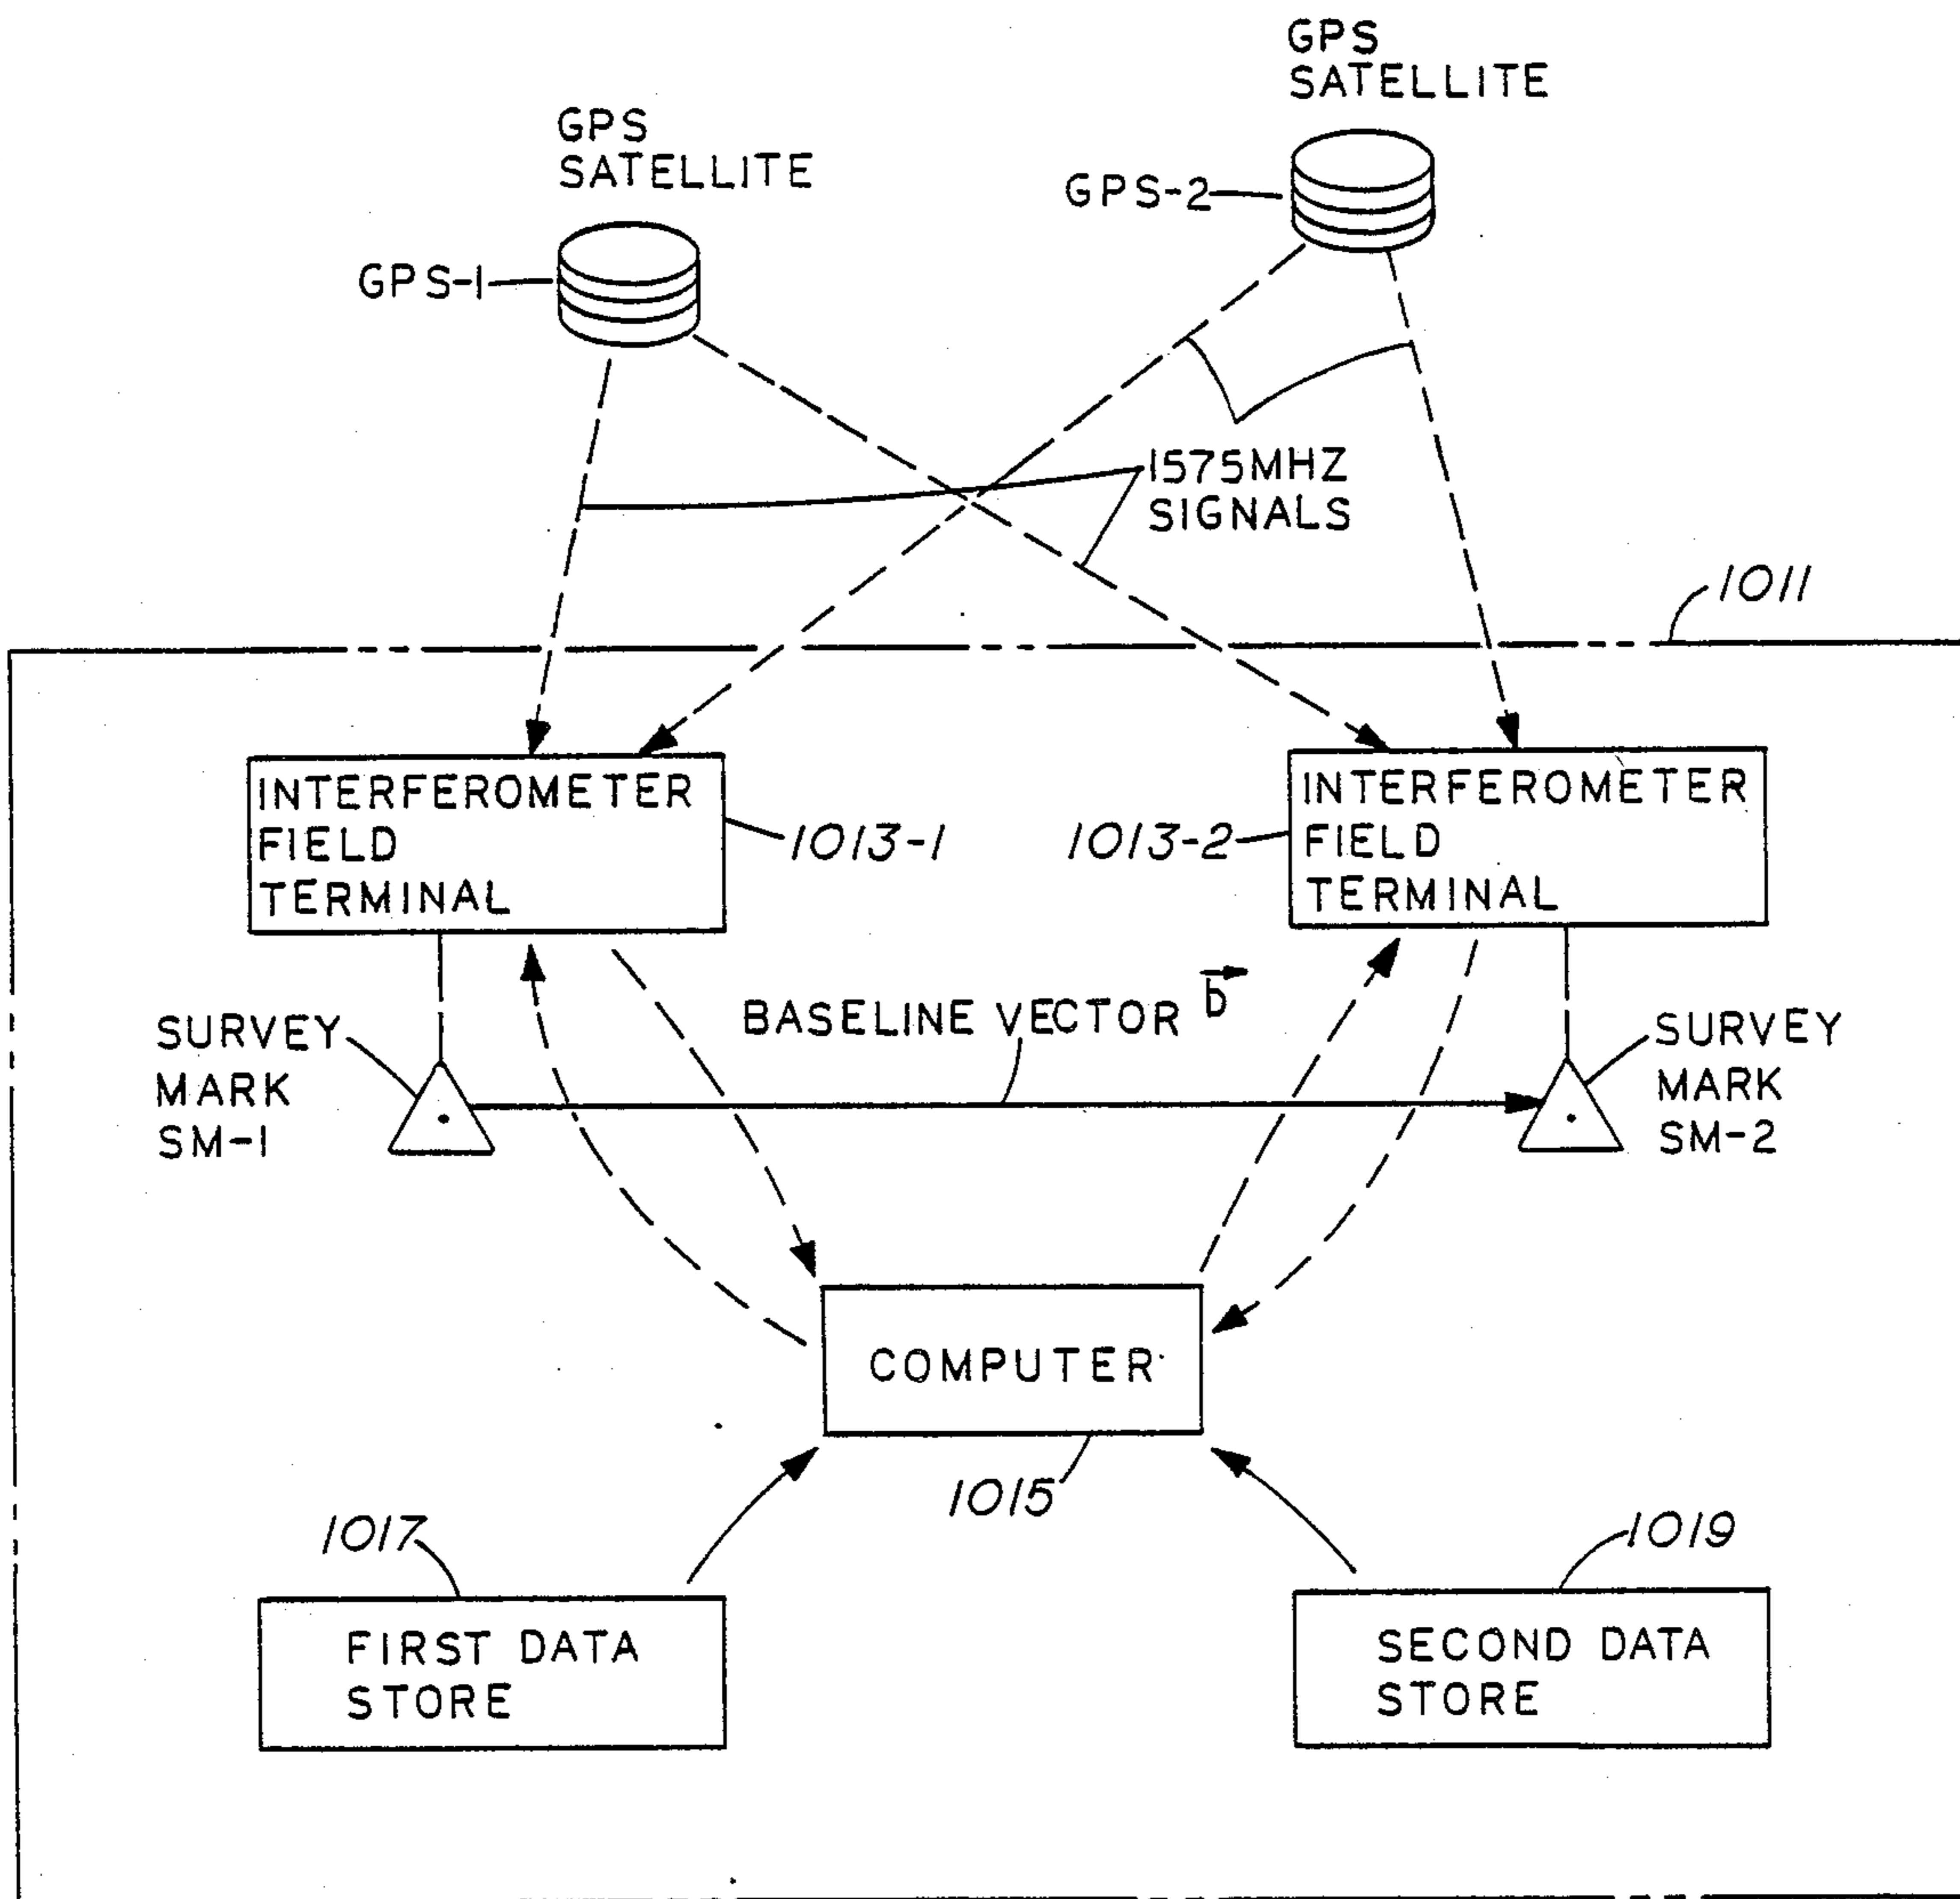 GPS
SATELLITE
GPS
SATELLITE
GPS-2
GPS-1
1575MHZ
SIGNALS
1011
INTERFEROMETER
FIELD
TERMINAL
1013-1
1013-2
INTERFEROMETER
FIELD
TERMINAL
BASELINE VECTOR b
SURVEY
MARK
SM-1
SURVEY
MARK
SM-2
COMPUTER
1015
1017
1019
FIRST DATA
STORE
SECOND DATA
STORE